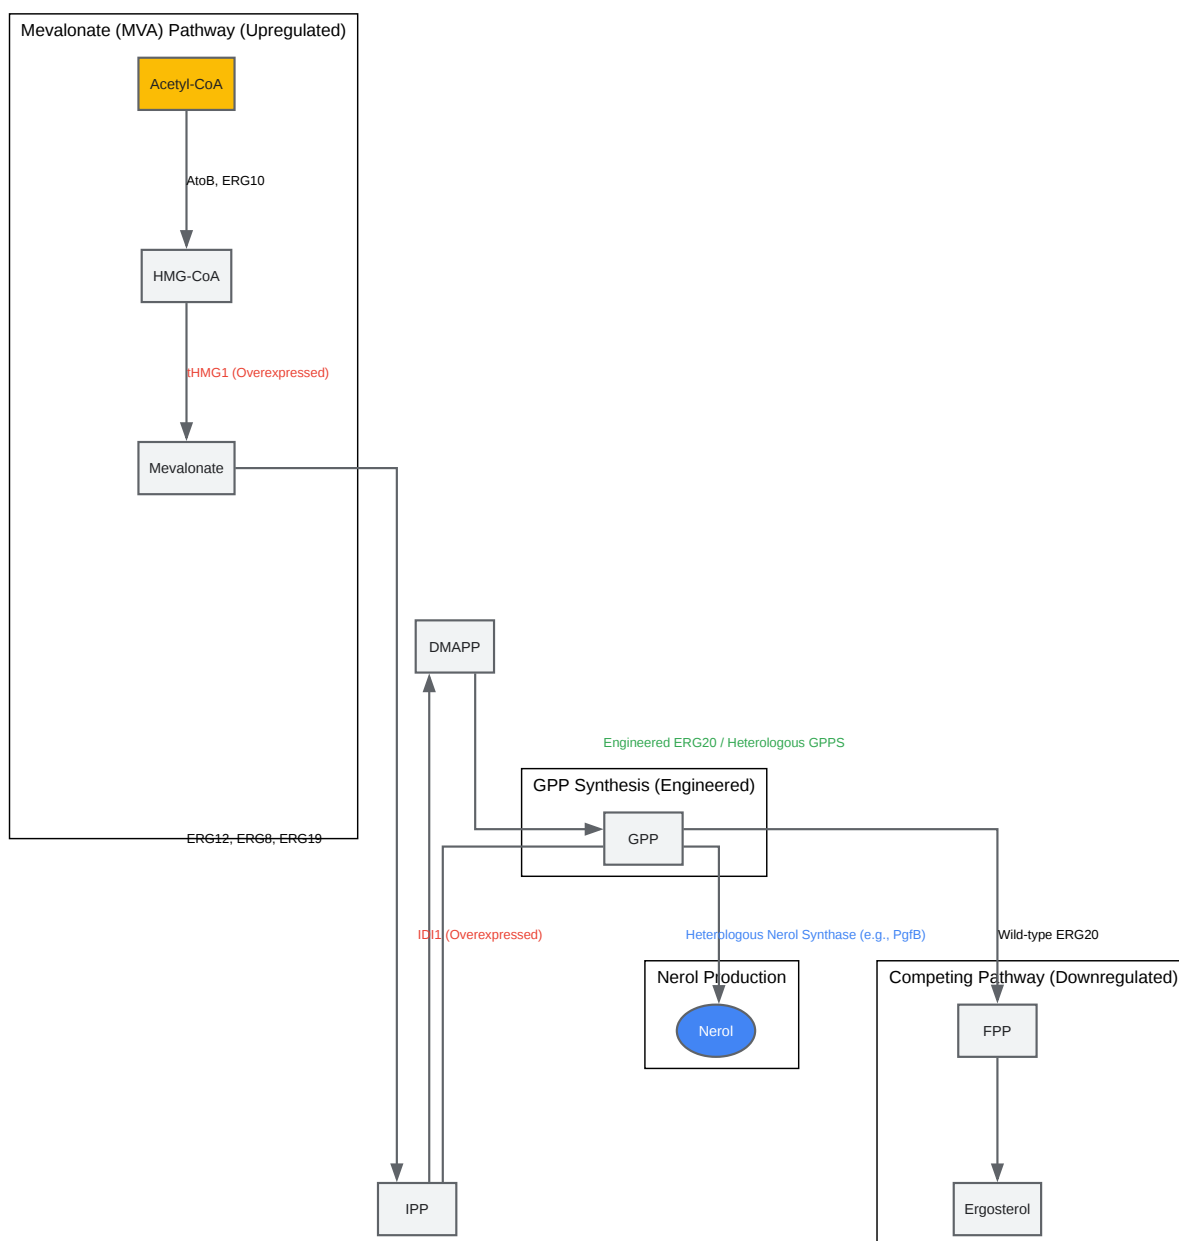 Mevalonate (MVA) Pathway (Upregulated)
Acetyl-CoA
AtoB, ERG10
HMG-CoA
tHMG1 (Overexpressed)
Mevalonate
DMAPP
Engineered ERG20 / Heterologous GPPS
GPP Synthesis (Engineered)
GPP
ERG12, ERG8, ERG19
IDI1 (Overexpressed)
Heterologous Nerol Synthase (e.g., PgfB)
Wild-type ERG20
Nerol Production
Competing Pathway (Downregulated)
Nerol
FPP
IPP
Ergosterol